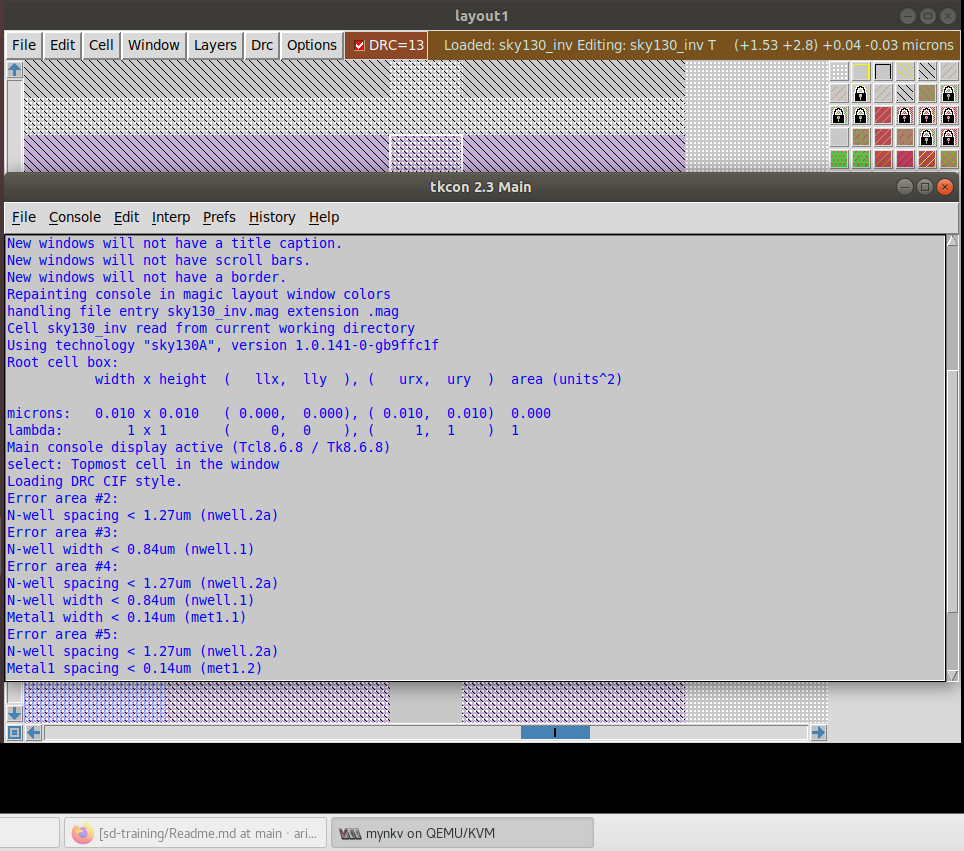 layout1
File Edit Cell Window Layers Drc Options DRC=13 Loaded: sky130_inv Editing: sky130_inv T (+1.53 +2.8) +0.04 -0.03 microns
tkcon 2.3 Main
File Console Edit Interp Prefs History Help
New windows will not have a title caption.
New windows will not have scroll bars.
New windows will not have a border.
Repainting console in magic layout window colors
handling file entry sky130_inv.mag extension .mag
Cell sky130_inv read from current working directory
Using technology "sky130A", version 1.0.141-0-gb9ffc1f
Root cell box:
width x height ( llx, lly ), ( urx, ury ) area (units^2)
microns: 0.010 x 0.010 ( 0.000, 0.000), ( 0.010, 0.010) 0.000
lambda: 1 x 1 ( 0, 0 ), ( 1, 1 ) 1
Main console display active (Tcl8.6.8 / Tk8.6.8)
select: Topmost cell in the window
Loading DRC CIF style.
Error area #2:
N-well spacing < 1.27um (nwell.2a)
Error area #3:
N-well width < 0.84um (nwell.1)
Error area #4:
N-well spacing < 1.27um (nwell.2a)
N-well width < 0.84um (nwell.1)
Metal1 width < 0.14um (met1.1)
Error area #5:
N-well spacing < 1.27um (nwell.2a)
Metal1 spacing < 0.14um (met1.2)
[sd-training/Readme.md at main · ari... mynkv on QEMU/KVM